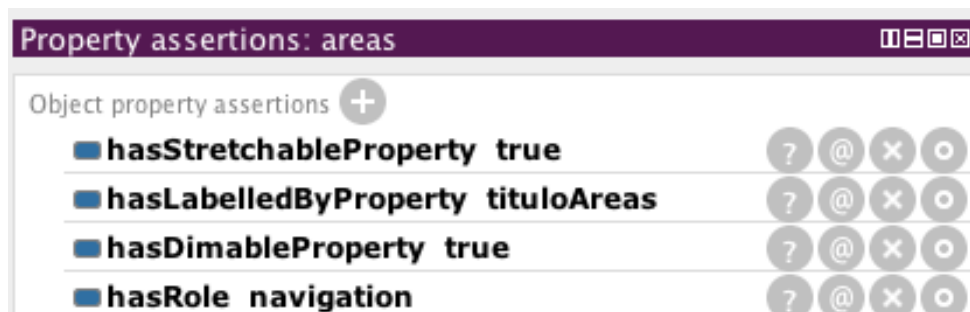 Property assertions: areas
Object property assertions
hasStretchableProperty true
? @
hasLabelledByProperty tituloAreas
? @
hasDimableProperty true
? @
hasRole navigation
? @